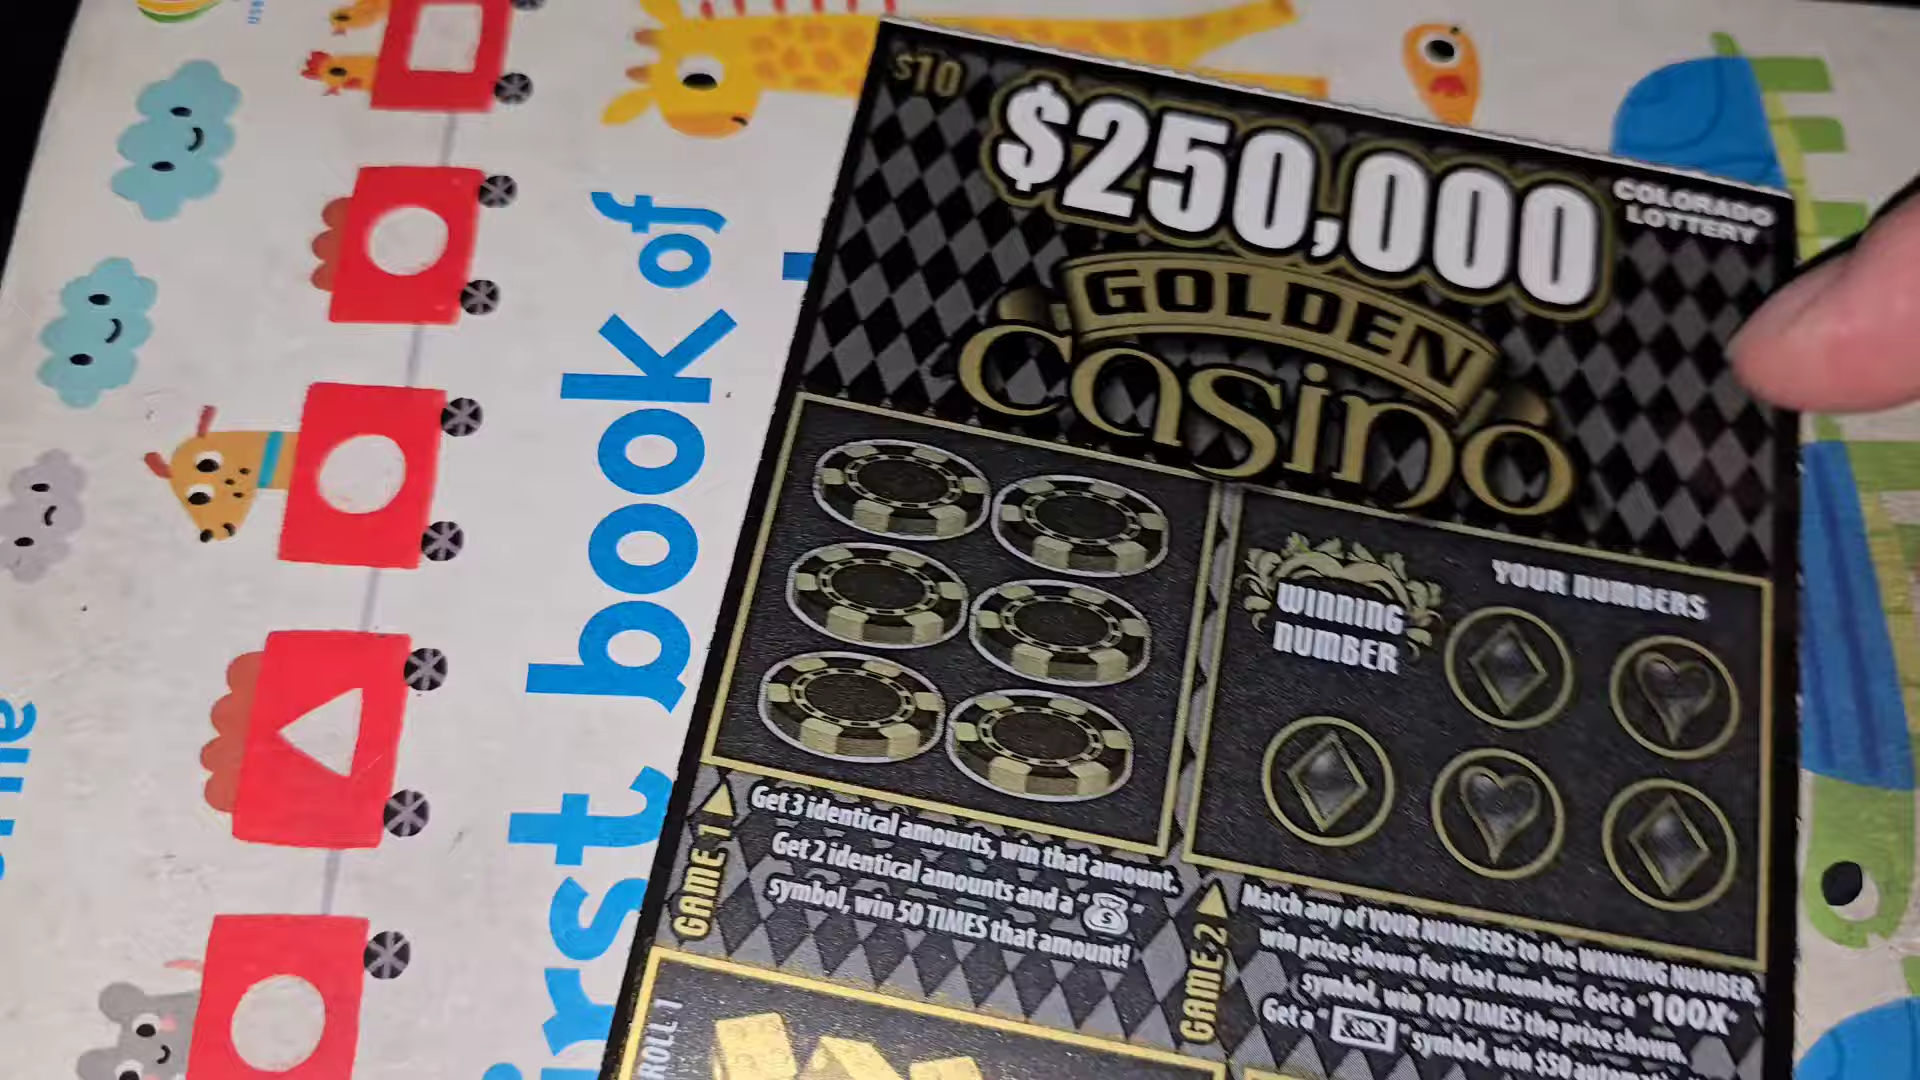 $10
$250,000
COLORADO
LOTTERY
GOLDEN
casino
WINNING
NUMBER
YOUR NUMBERS
GAME 1
Get 3 identical amounts, win that amount.
Get 2 identical amounts and a " "
symbol, win 50 TIMES that amount!
GAME 2
Match any of YOUR NUMBERS to the WINNING NUMBER,
win prize shown for that number. Get a "100X"
symbol, win 100 TIMES the prize shown.
Get a " " symbol, win $50
ROLL 1
book of